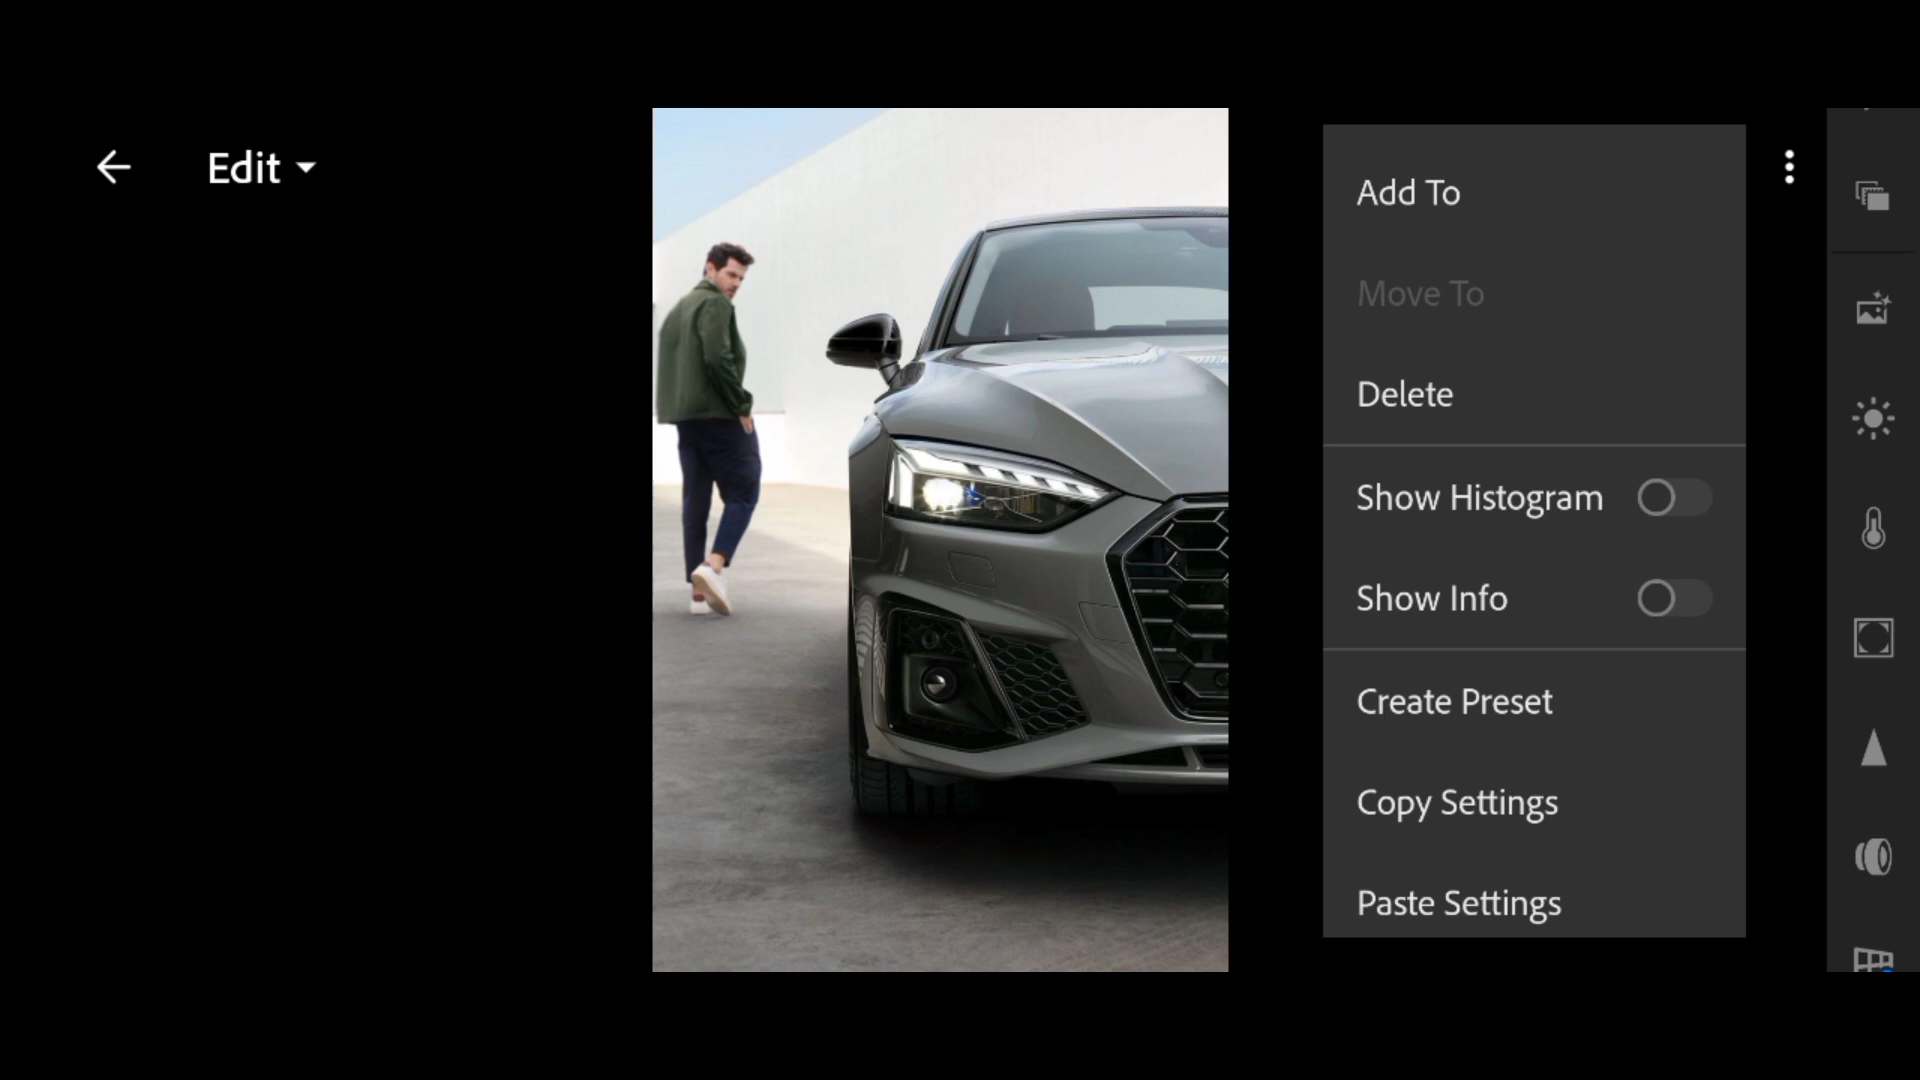 Edit
Add To
Move To
Delete
Show Histogram
Show Info
Create Preset
Copy Settings
Paste Settings